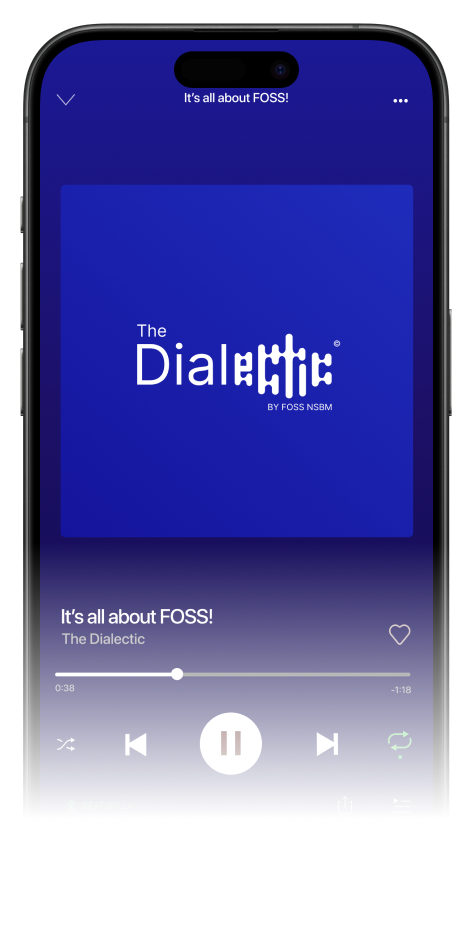 It's all about FOSS!
The
Dialectic
©
BY FOSS NSBM
It's all about FOSS!
The Dialectic
0:38
-1:18